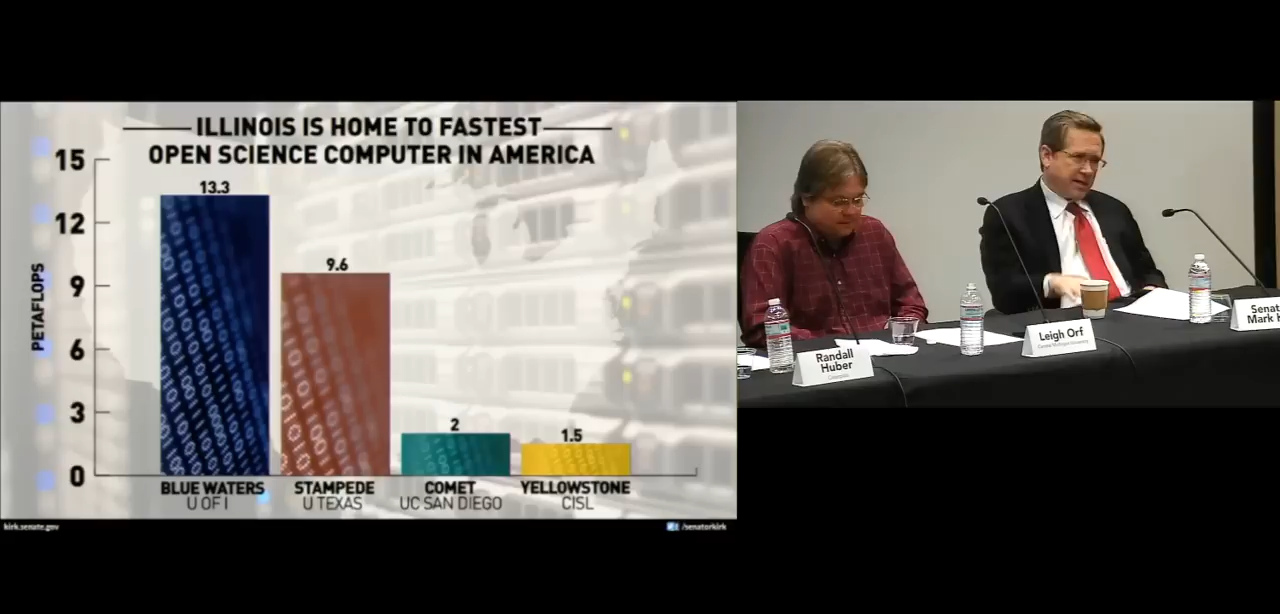 ILLINOIS IS HOME TO FASTEST
OPEN SCIENCE COMPUTER IN AMERICA
PETAFLOPS
15
12
9
6
3
0
13.3
9.6
2
1.5
BLUE WATERS
U OF I
STAMPEDE
U TEXAS
COMET
UC SAN DIEGO
YELLOWSTONE
CISL
kirk.senate.gov
/senatorkirk
Randall
Huber
Leigh Orf
Senat
Mark